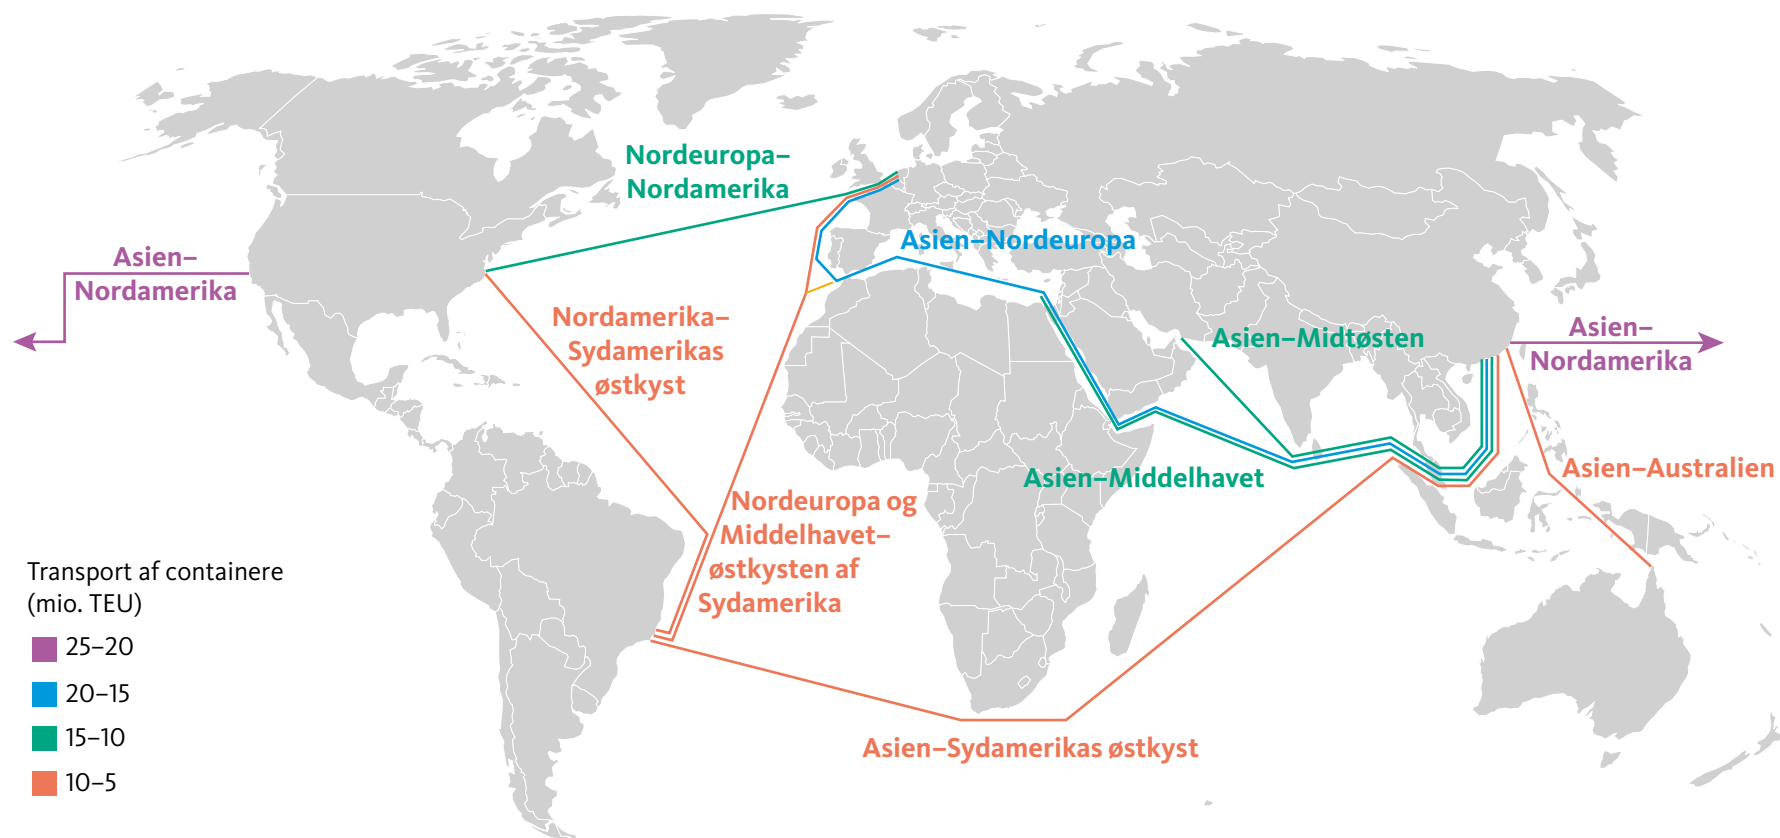 Nordeuropa–
Nordamerika
Asien–Nordeuropa
Asien–
Nordamerika
Nordamerika–
Sydamerikas
østkyst
Asien–Midtøsten
Asien–
Nordamerika
Asien–Middelhavet
Asien–Australien
Nordeuropa og
Middelhavet–
østkysten af
Sydamerika
Asien–Sydamerikas østkyst
Transport af containere
(mio. TEU)
25–20
20–15
15–10
10–5